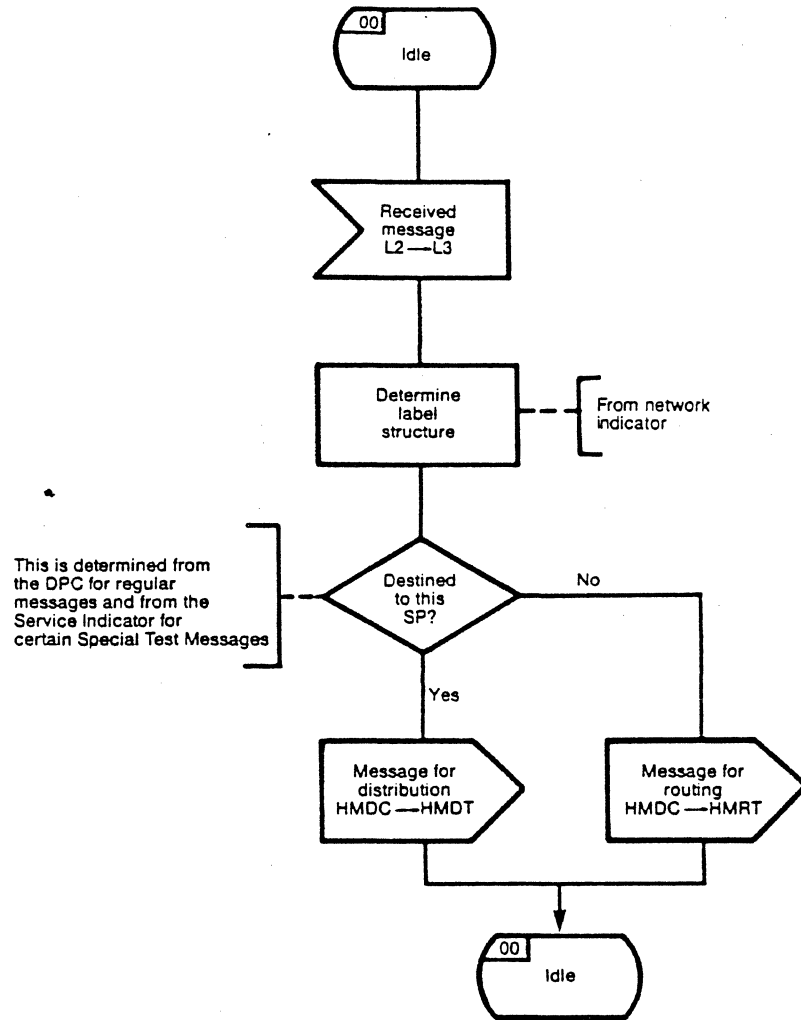 00
Idle
Received
message
L2 → L3
Determine
label
structure
From network
indicator
This is determined from
the DPC for regular
messages and from the
Service Indicator for
certain Special Test Messages
Destined
to this
SP?
No
Yes
Message for
distribution
HMDC → HMDT
Message for
routing
HMDC → HMRT
00
Idle